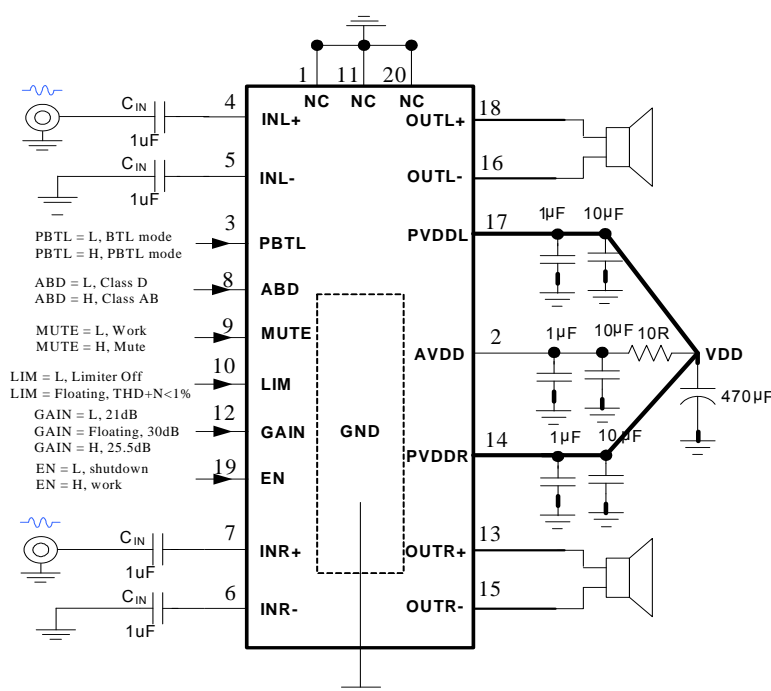 1 11 20
NC NC NC
C_IN 4 INL+
1uF
C_IN 5 INL-
1uF
3 PBTL
PBTL = L, BTL mode
PBTL = H, PBTL mode
8 ABD
ABD = L, Class D
ABD = H, Class AB
9 MUTE
MUTE = L, Work
MUTE = H, Mute
10 LIM
LIM = L, Limiter Off
LIM = Floating, THD+N<1%
12 GAIN
GAIN = L, 21dB
GAIN = Floating, 30dB
GAIN = H, 25.5dB
19 EN
EN = L, shutdown
EN = H, work
C_IN 7 INR+
1uF
C_IN 6 INR-
1uF
GND
OUTL+ 18
OUTL- 16
PVDDL 17 1µF 10µF
AVDD 2 1µF 10µF 10R VDD
470µF
PVDDR 14 1µF 10µF
OUTR+ 13
OUTR- 15